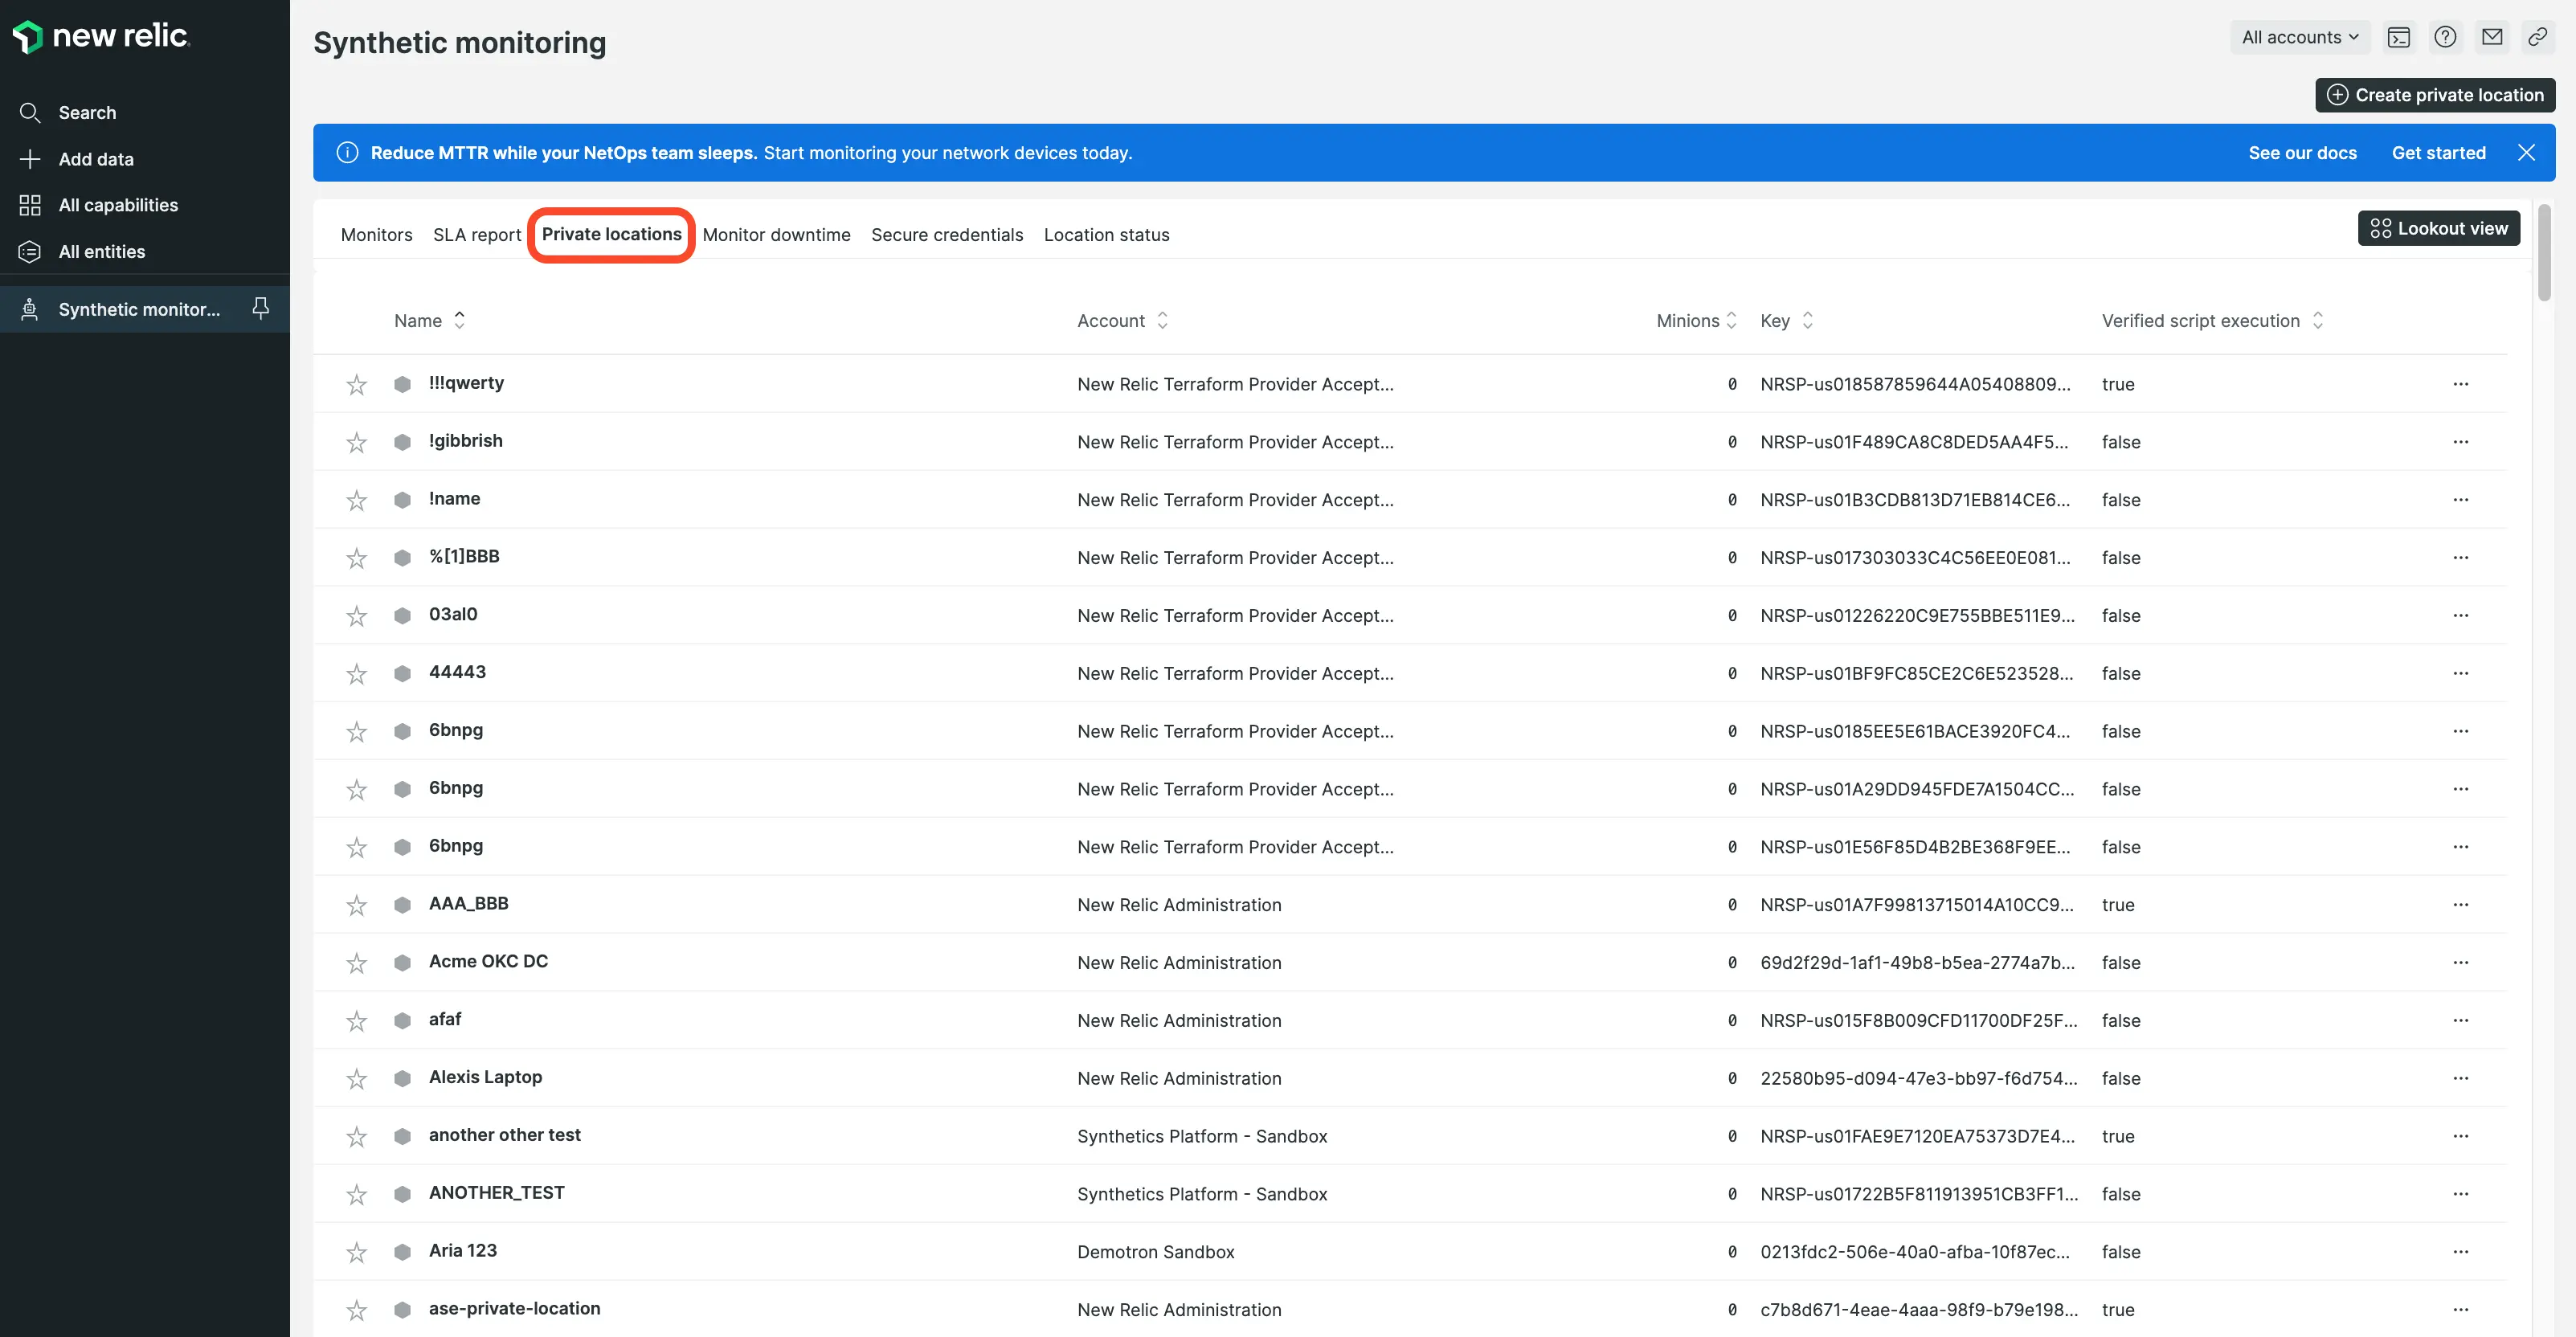 new relic
Search
Add data
All capabilities
All entities
Synthetic monitor...
Synthetic monitoring
All accounts
Create private location
Reduce MTTR while your NetOps team sleeps. Start monitoring your network devices today. See our docs Get started
Monitors SLA report Private locations Monitor downtime Secure credentials Location status Lookout view
Name Account Minions Key Verified script execution
!!!qwerty New Relic Terraform Provider Accept... 0 NRSP-us018587859644A05408809... true
!gibbrish New Relic Terraform Provider Accept... 0 NRSP-us01F489CA8C8DED5AA4F5... false
!name New Relic Terraform Provider Accept... 0 NRSP-us01B3CDB813D71EB814CE6... false
%[1]BBB New Relic Terraform Provider Accept... 0 NRSP-us017303033C4C56EE0E081... false
03al0 New Relic Terraform Provider Accept... 0 NRSP-us01226220C9E755BBE511E9... false
44443 New Relic Terraform Provider Accept... 0 NRSP-us01BF9FC85CE2C6E523528... false
6bnpg New Relic Terraform Provider Accept... 0 NRSP-us0185EE5E61BACE3920FC4... false
6bnpg New Relic Terraform Provider Accept... 0 NRSP-us01A29DD945FDE7A1504CC... false
6bnpg New Relic Terraform Provider Accept... 0 NRSP-us01E56F85D4B2BE368F9EE... false
AAA_BBB New Relic Administration 0 NRSP-us01A7F99813715014A10CC9... true
Acme OKC DC New Relic Administration 0 69d2f29d-1af1-49b8-b5ea-2774a7b... false
afaf New Relic Administration 0 NRSP-us015F8B009CFD11700DF25F... false
Alexis Laptop New Relic Administration 0 22580b95-d094-47e3-bb97-f6d754... false
another other test Synthetics Platform - Sandbox 0 NRSP-us01FAE9E7120EA75373D7E4... true
ANOTHER_TEST Synthetics Platform - Sandbox 0 NRSP-us01722B5F811913951CB3FF1... false
Aria 123 Demotron Sandbox 0 0213fdc2-506e-40a0-afba-10f87ec... false
ase-private-location New Relic Administration 0 c7b8d671-4eae-4aaa-98f9-b79e198... true